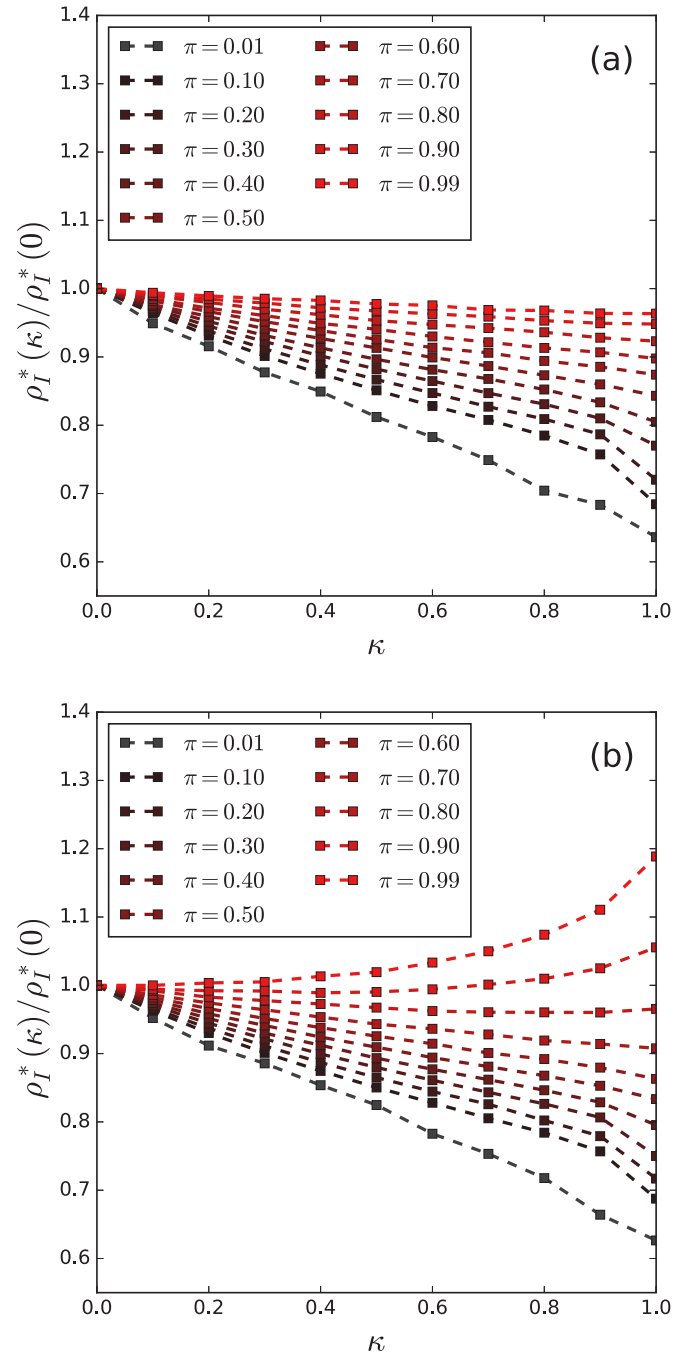 1.4
1.3
1.2
1.1
1.0
0.9
0.8
0.7
0.6
ρ*_I(κ)/ρ*_I(0)
π = 0.01
π = 0.10
π = 0.20
π = 0.30
π = 0.40
π = 0.50
π = 0.60
π = 0.70
π = 0.80
π = 0.90
π = 0.99
(a)
0.0 0.2 0.4 0.6 0.8 1.0
κ
1.4
1.3
1.2
1.1
1.0
0.9
0.8
0.7
0.6
ρ*_I(κ)/ρ*_I(0)
π = 0.01
π = 0.10
π = 0.20
π = 0.30
π = 0.40
π = 0.50
π = 0.60
π = 0.70
π = 0.80
π = 0.90
π = 0.99
(b)
0.0 0.2 0.4 0.6 0.8 1.0
κ